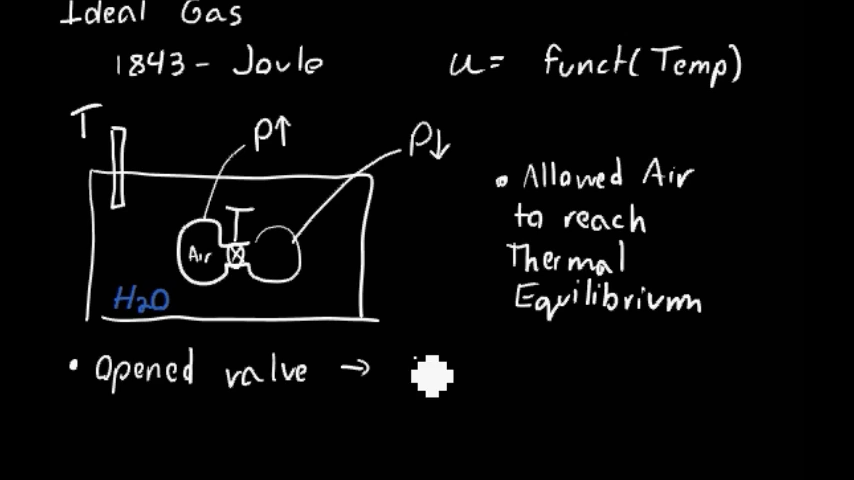 Ideal Gas
1843 - Joule
u= funct(Temp)
T
P↑
P↓
T
Air
H2O
• Allowed Air
to reach
Thermal
Equilibrium
• Opened valve →